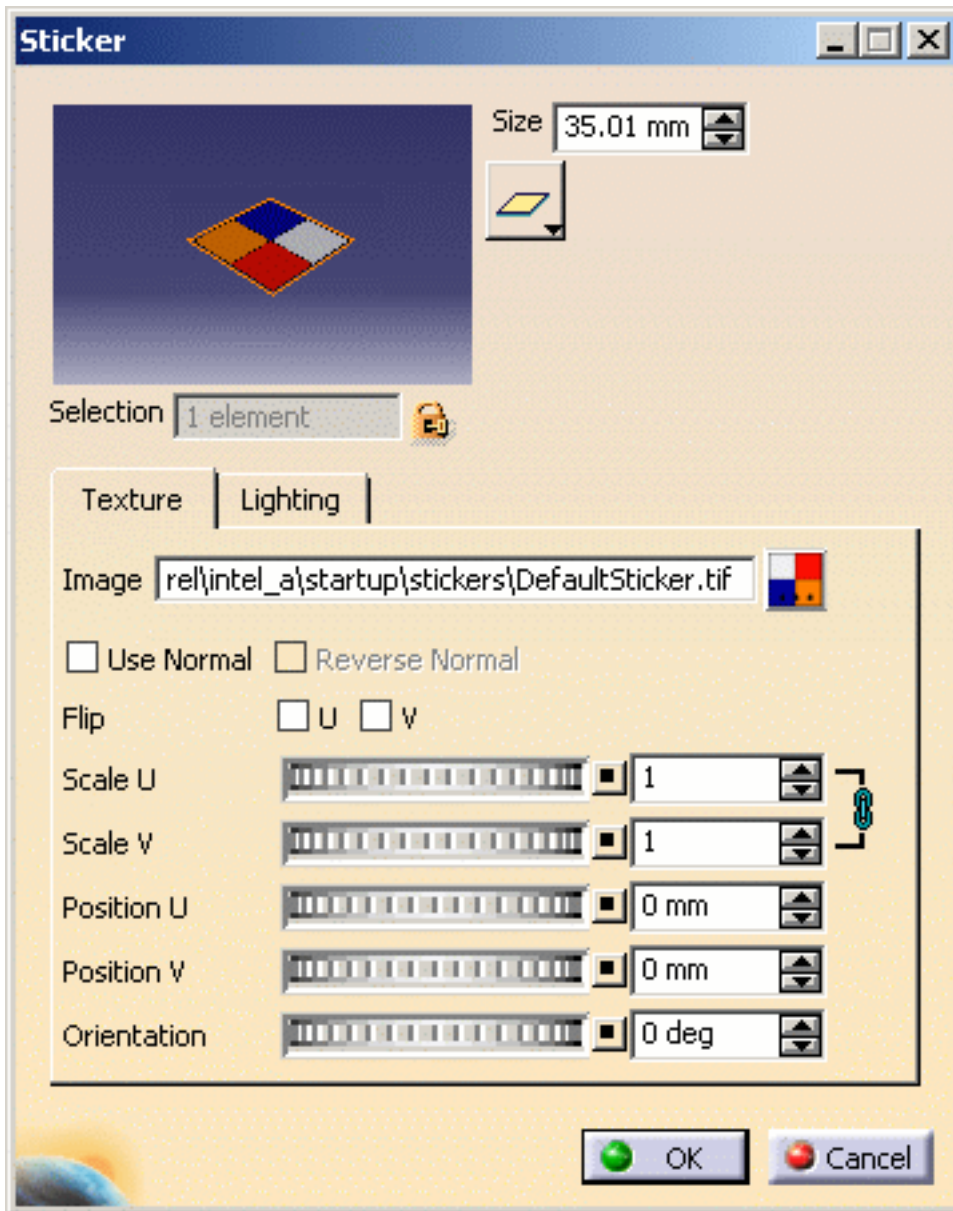 Sticker
Size 35.01 mm
Selection 1 element
Texture Lighting
Image rel\intel_a\startup\stickers\DefaultSticker.tif
Use Normal Reverse Normal
Flip U V
Scale U 1
Scale V 1
Position U 0 mm
Position V 0 mm
Orientation 0 deg
OK Cancel